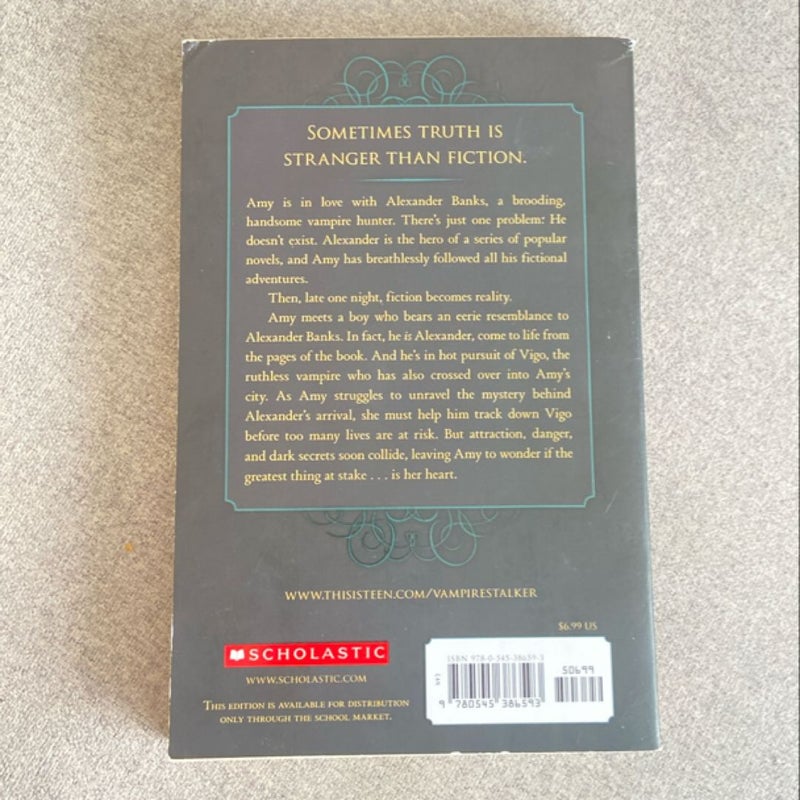 SOMETIMES TRUTH IS
STRANGER THAN FICTION.
Amy is in love with Alexander Banks, a brooding,
handsome vampire hunter. There's just one problem: He
doesn't exist. Alexander is the hero of a series of popular
novels, and Amy has breathlessly followed all his fictional
adventures.
Then, late one night, fiction becomes reality.
Amy meets a boy who bears an eerie resemblance to
Alexander Banks. In fact, he is Alexander, come to life from
the pages of the book. And he's in hot pursuit of Vigo, the
ruthless vampire who has also crossed over into Amy's
city. As Amy struggles to unravel the mystery behind
Alexander's arrival, she must help him track down Vigo
before too many lives are at risk. But attraction, danger,
and dark secrets soon collide, leaving Amy to wonder if the
greatest thing at stake . . . is her heart.
WWW.THISISTEEN.COM/VAMPIRESTALKER
$6.99 US
SCHOLASTIC
WWW.SCHOLASTIC.COM
THIS EDITION IS AVAILABLE FOR DISTRIBUTION
ONLY THROUGH THE SCHOOL MARKET.
ISBN 978-0-545-38659-3
50699
9 780545 386593